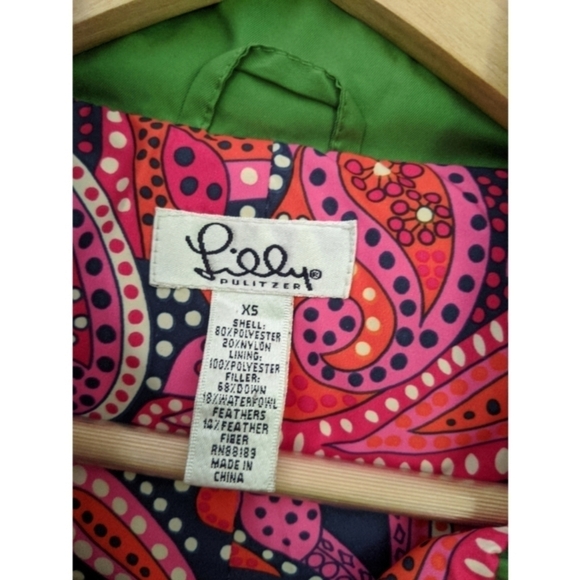 Lilly®
PULITZER
XS
SHELL:
80%POLYESTER
20%NYLON
LINING:
100%POLYESTER
FILLER:
68%DOWN
18%WATERFOWL
FEATHERS
14%FEATHER
FIBER
RN88189
MADE IN
CHINA